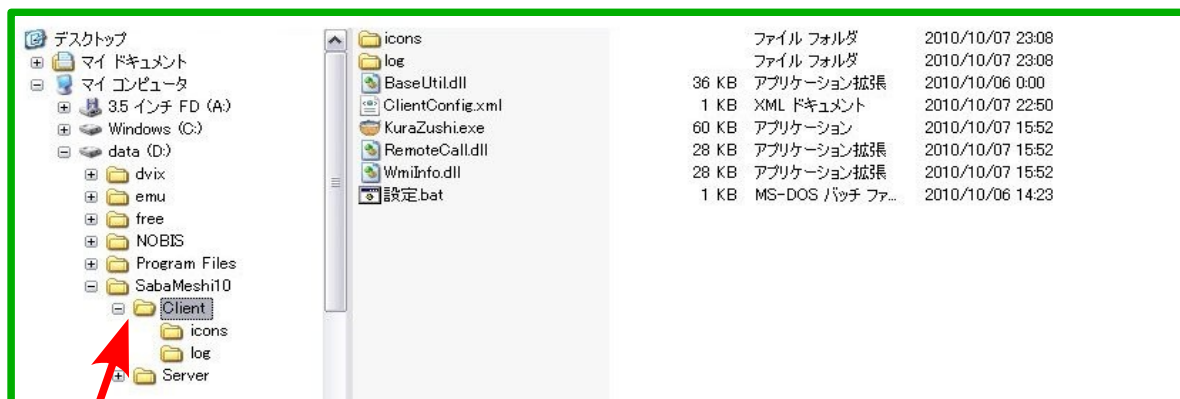 デスクトップ
マイ ドキュメント
マイ コンピュータ
3.5 インチ FD (A:)
Windows (C:)
data (D:)
dvix
emu
free
NOBIS
Program Files
SabaMeshi10
Client
icons
log
Server
icons ファイル フォルダ 2010/10/07 23:08
log ファイル フォルダ 2010/10/07 23:08
BaseUtil.dll 36 KB アプリケーション拡張 2010/10/06 0:00
ClientConfig.xml 1 KB XML ドキュメント 2010/10/07 22:50
KuraZushi.exe 60 KB アプリケーション 2010/10/07 15:52
RemoteCall.dll 28 KB アプリケーション拡張 2010/10/07 15:52
WmiInfo.dll 28 KB アプリケーション拡張 2010/10/07 15:52
設定.bat 1 KB MS-DOS バッチ ファ... 2010/10/06 14:23